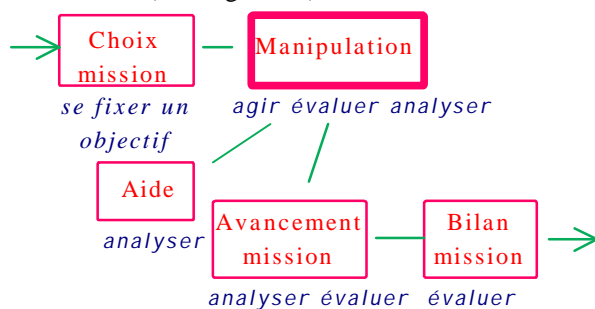 Choix
mission
Manipulation
se fixer un
objectif
agir évaluer analyser
Aide
analyser
Avancement
mission
Bilan
mission
analyser évaluer
évaluer